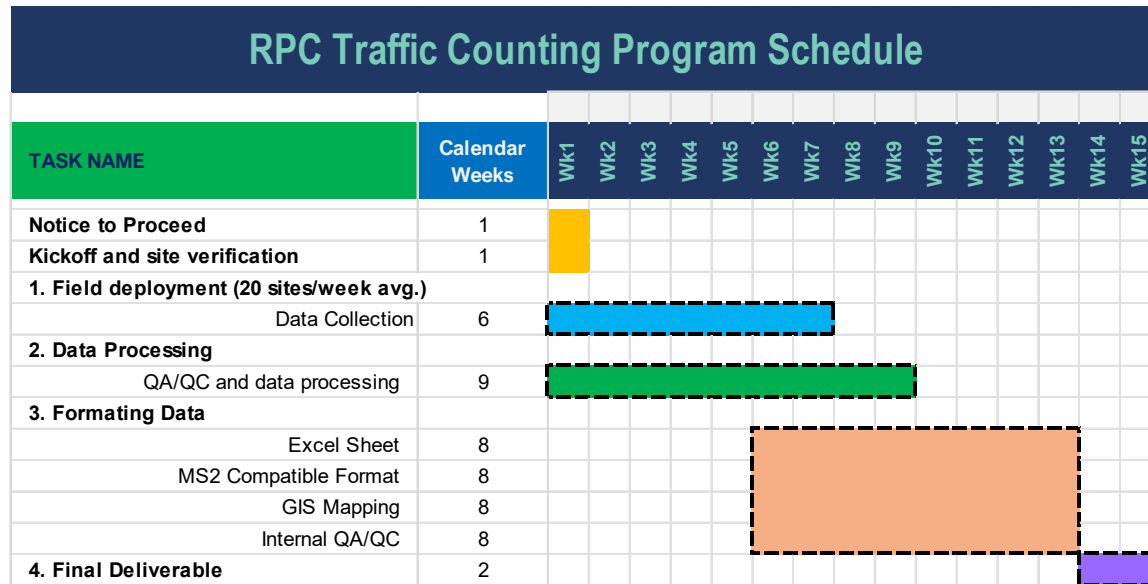 RPC Traffic Counting Program Schedule
TASK NAME Calendar Weeks Wk1 Wk2 Wk3 Wk4 Wk5 Wk6 Wk7 Wk8 Wk9 Wk10 Wk11 Wk12 Wk13 Wk14 Wk15
Notice to Proceed 1
Kickoff and site verification 1
1. Field deployment (20 sites/week avg.)
Data Collection 6
2. Data Processing
QA/QC and data processing 9
3. Formating Data
Excel Sheet 8
MS2 Compatible Format 8
GIS Mapping 8
Internal QA/QC 8
4. Final Deliverable 2